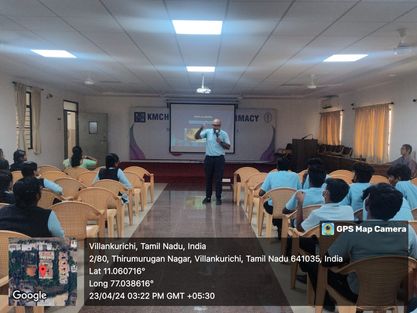 KMCH
MACY
GPS Map Camera
Villankurichi, Tamil Nadu, India
2/80, Thirumurugan Nagar, Villankurichi, Tamil Nadu 641035, India
Lat 11.060716°
Long 77.038616°
23/04/24 03:22 PM GMT +05:30
Google